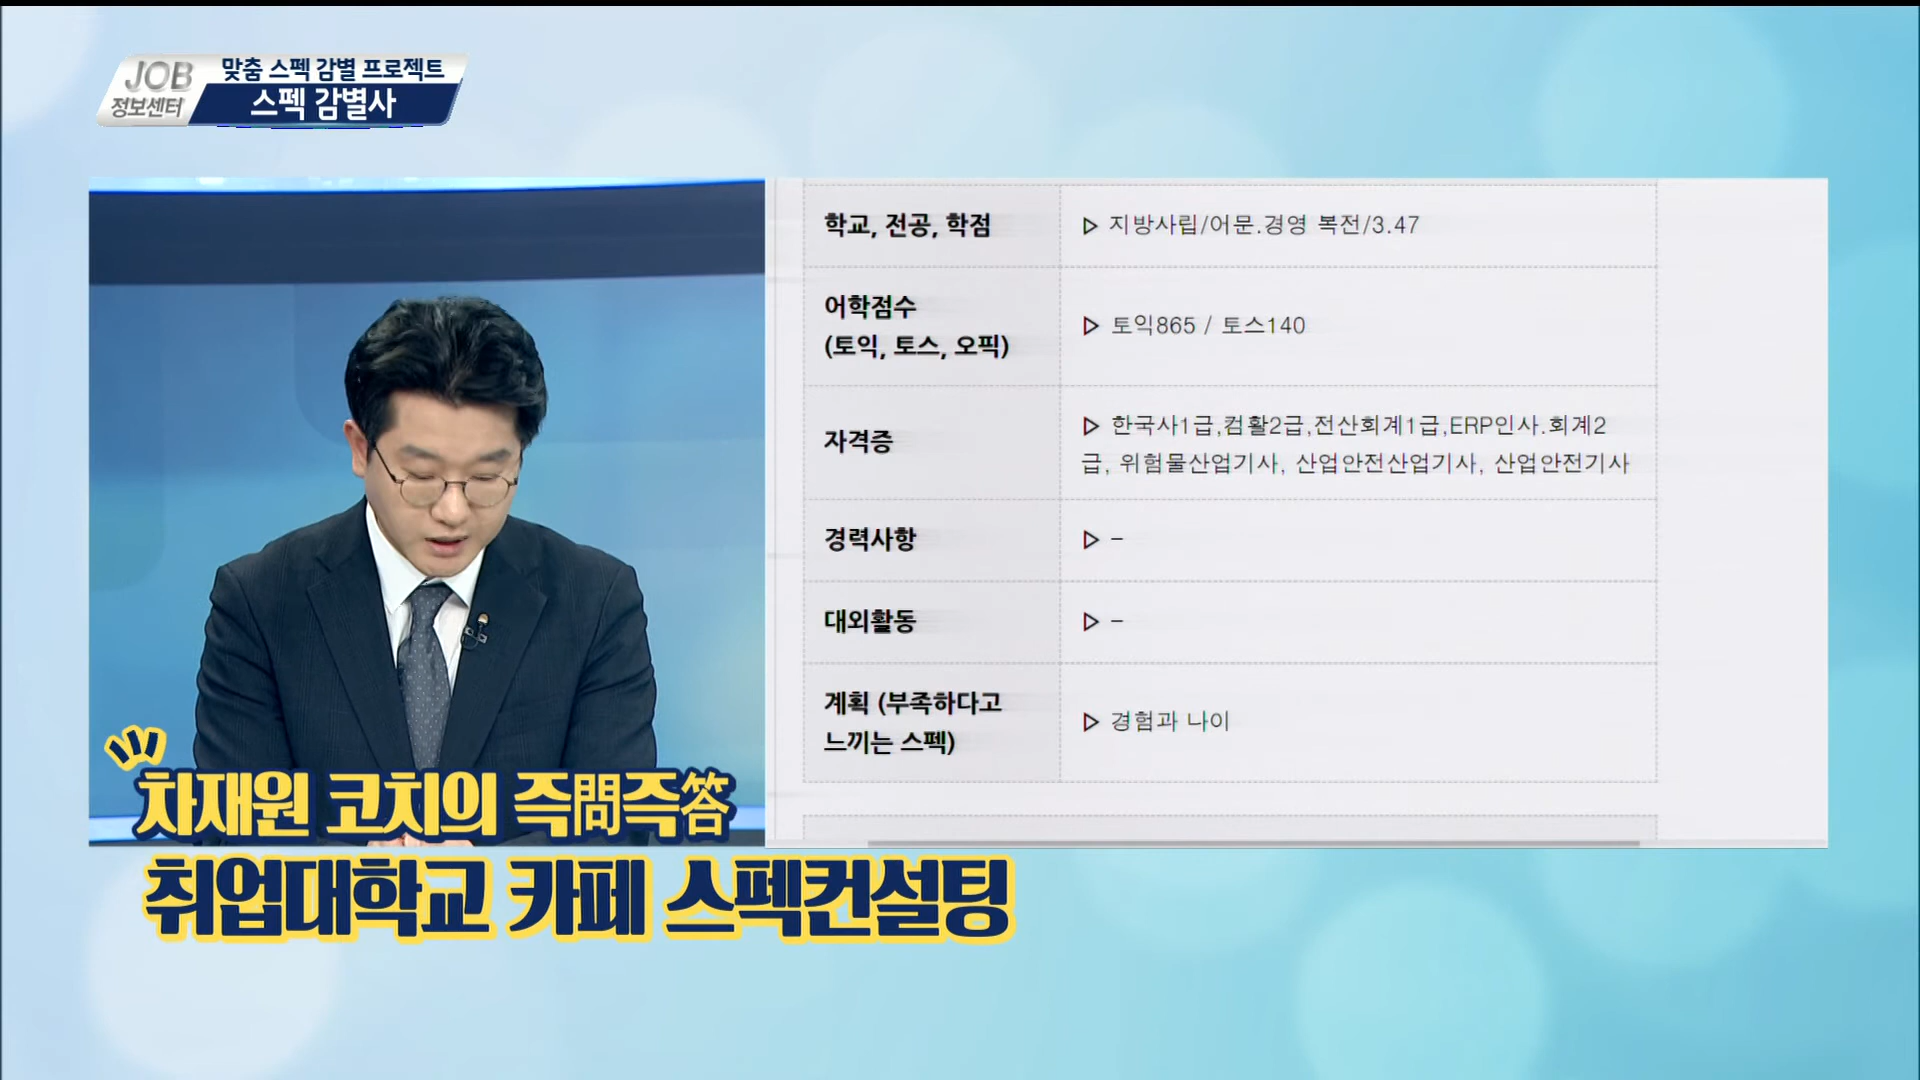 JOB
정보센터
맞춤 스펙 감별 프로젝트
스펙 감별사
학교, 전공, 학점
▷ 지방사립/어문.경영 복전/3.47
어학점수
(토익, 토스, 오픽)
▷ 토익865 / 토스140
자격증
▷ 한국사1급,컴활2급,전산회계1급,ERP인사.회계2
급, 위험물산업기사, 산업안전산업기사, 산업안전기사
경력사항
▷ -
대외활동
▷ -
계획 (부족하다고
느끼는 스펙)
▷ 경험과 나이
차재원 코치의 즉問즉答
취업대학교 카페 스펙컨설팅